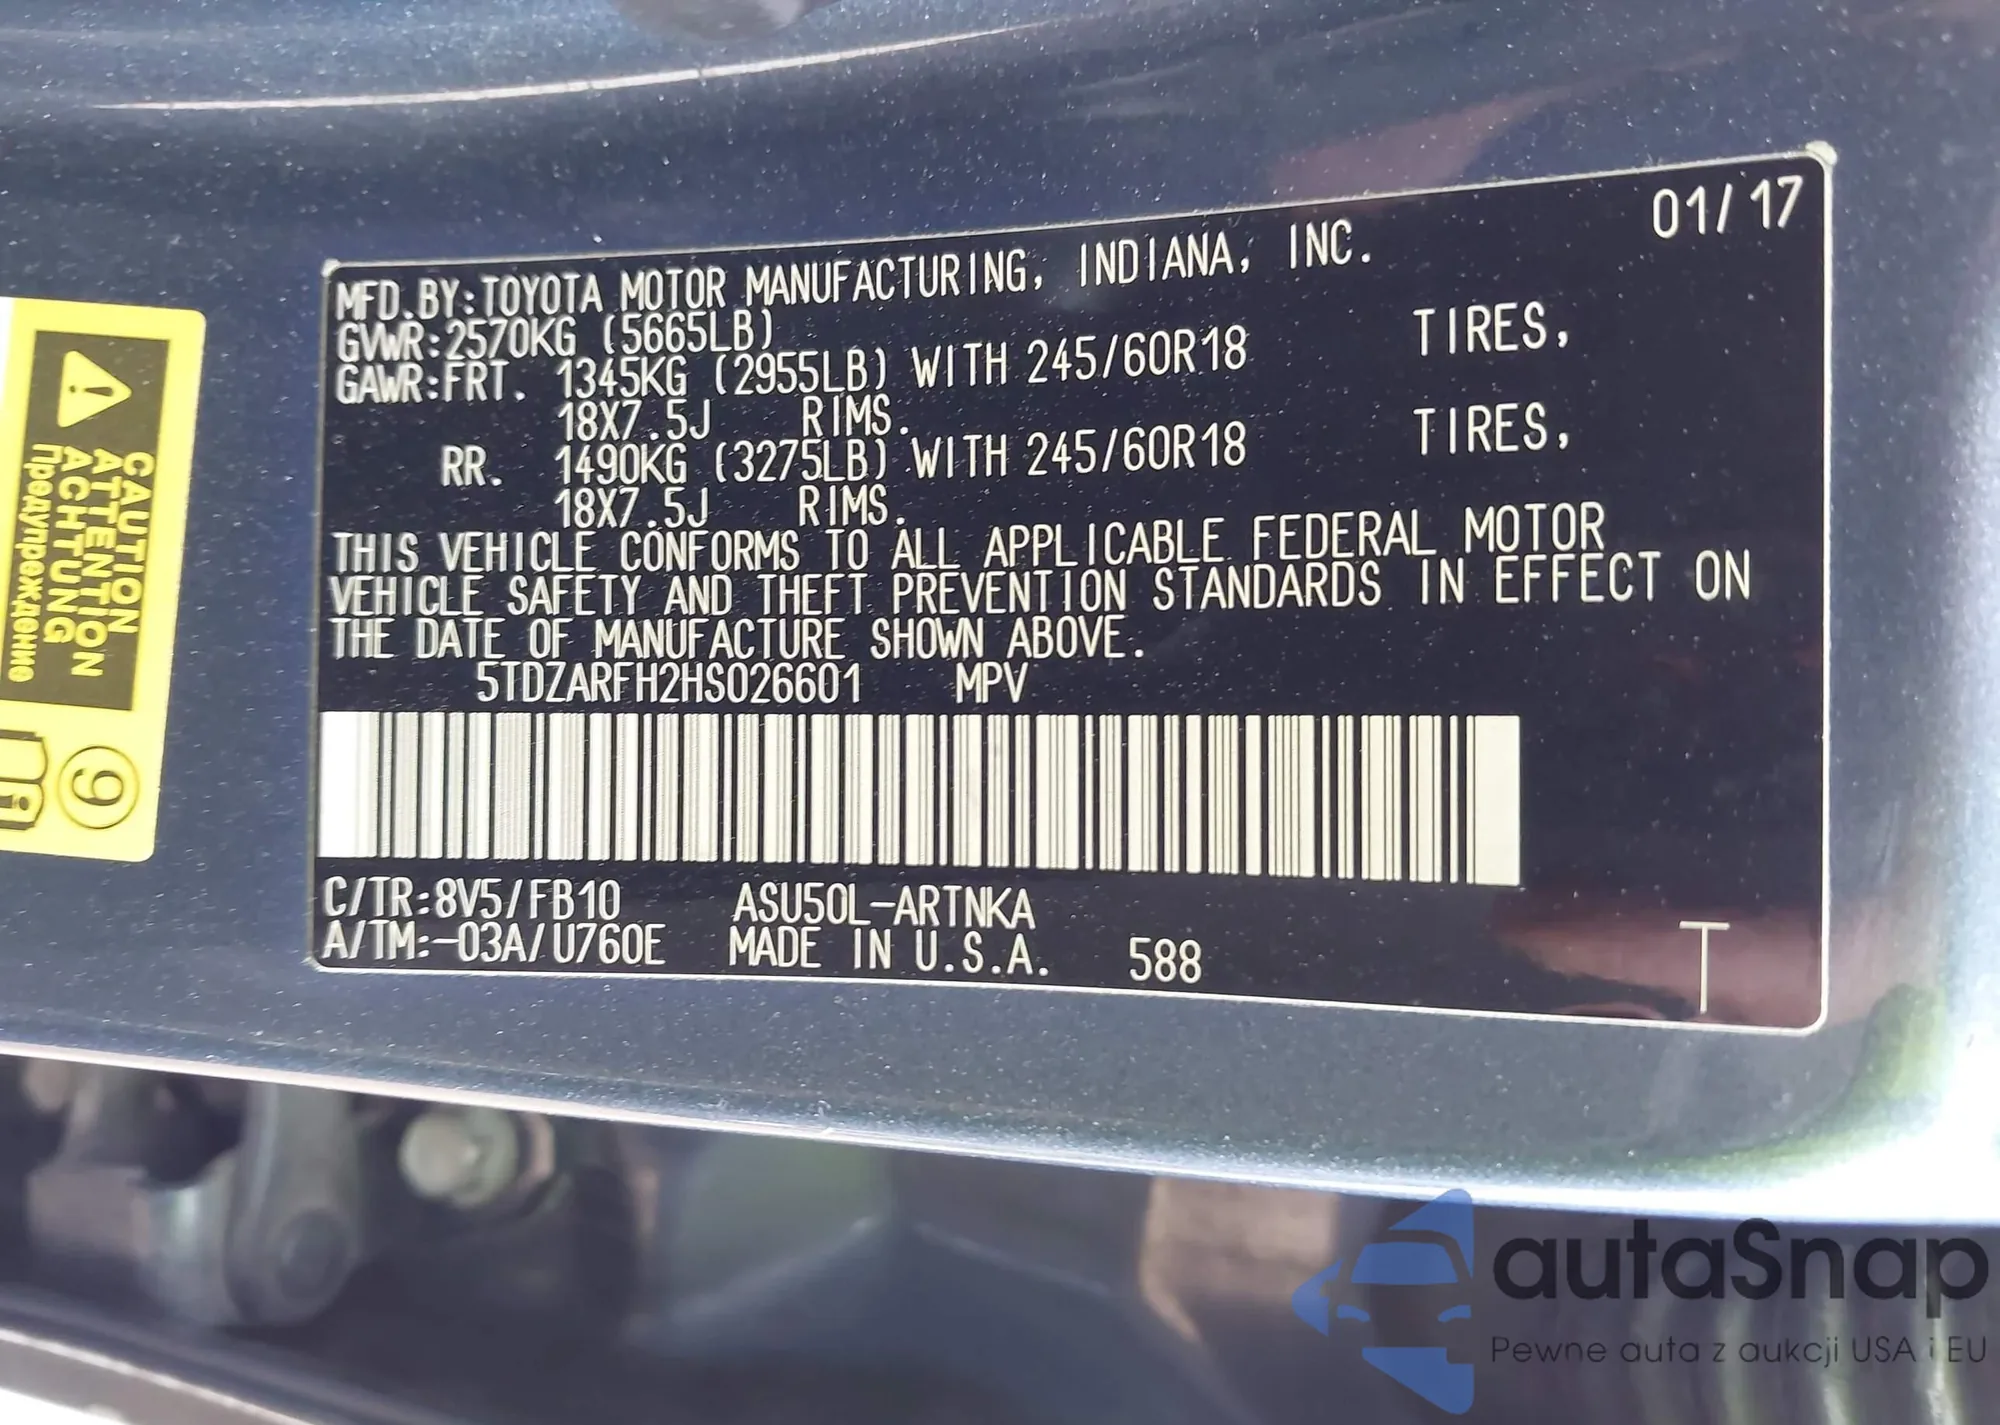 01/17
MFD.BY:TOYOTA MOTOR MANUFACTURING, INDIANA, INC.
GVWR:2570KG (5665LB)
GAWR:FRT. 1345KG (2955LB) WITH 245/60R18 TIRES,
18X7.5J RIMS.
RR. 1490KG (3275LB) WITH 245/60R18 TIRES,
18X7.5J RIMS.
THIS VEHICLE CONFORMS TO ALL APPLICABLE FEDERAL MOTOR
VEHICLE SAFETY AND THEFT PREVENTION STANDARDS IN EFFECT ON
THE DATE OF MANUFACTURE SHOWN ABOVE.
5TDZARFH2HS026601 MPV
C/TR:8V5/FB10 ASU50L-ARTNKA
A/TM:-03A/U760E MADE IN U.S.A. 588
T
CAUTION
ATTENTION
ACHTUNG
Предупреждение
9
autaSnap
Pewne auta z aukcji USA i EU